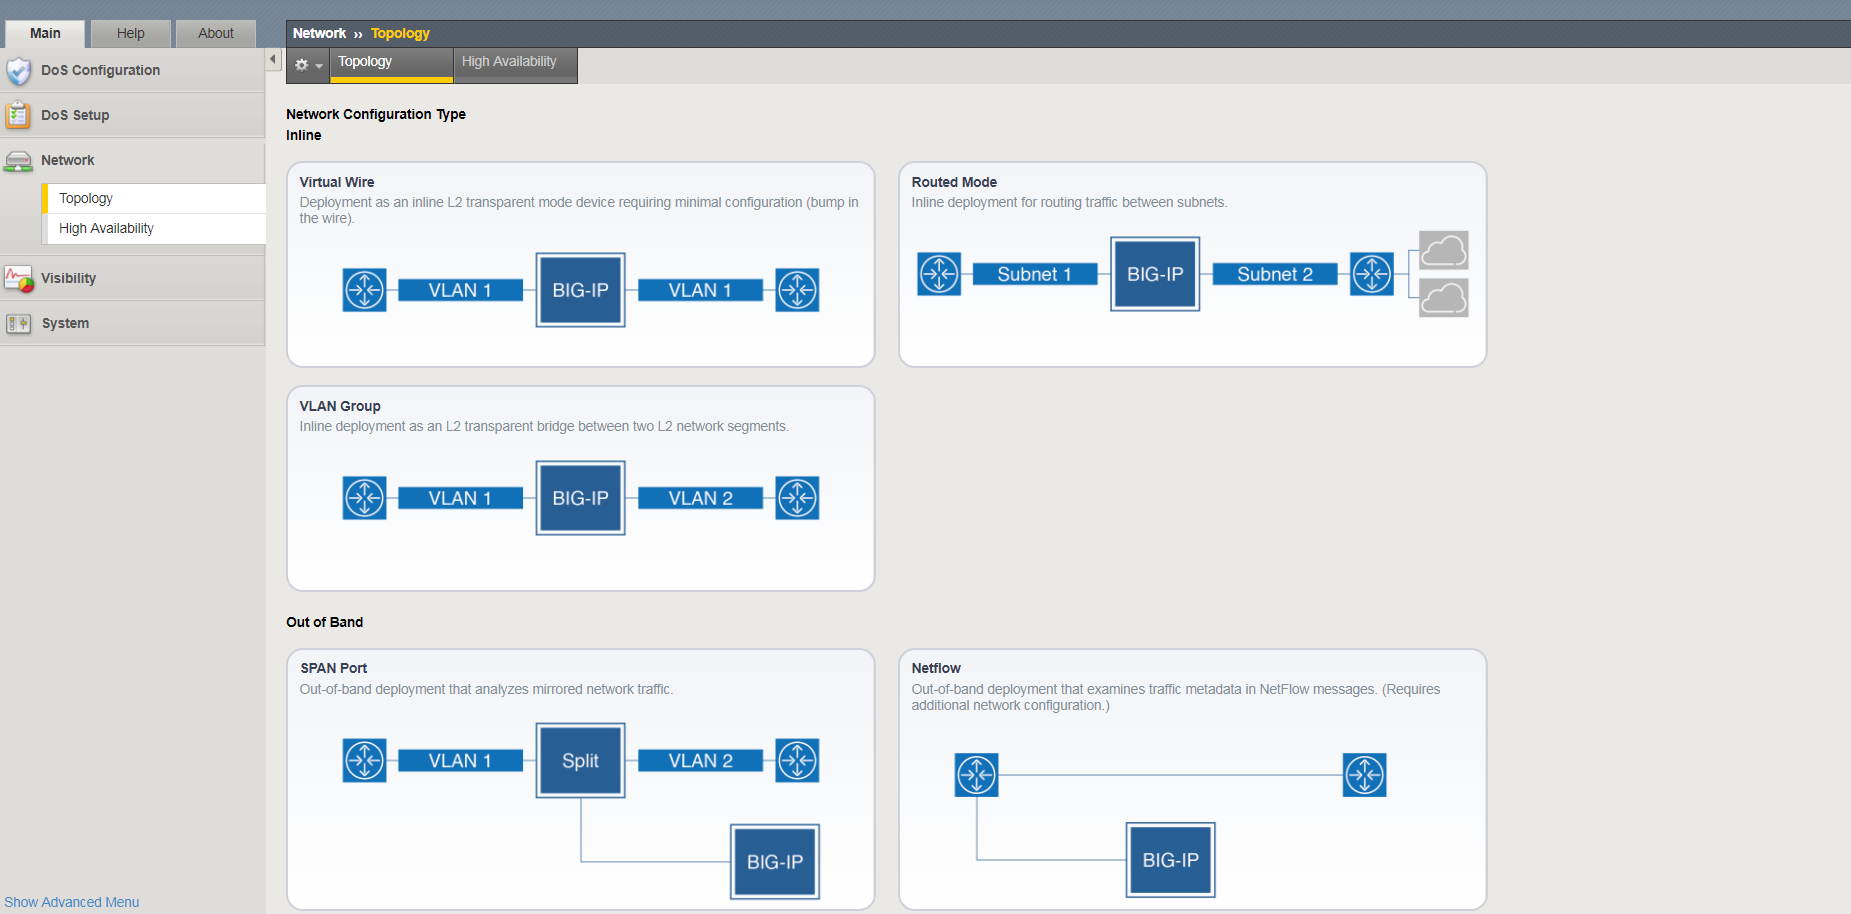 Main
Help
About
DoS Configuration
DoS Setup
Network
Topology
High Availability
Visibility
System
Show Advanced Menu
Network ›› Topology
Topology
High Availability
Network Configuration Type
Inline
Virtual Wire
Deployment as an inline L2 transparent mode device requiring minimal configuration (bump in
the wire).
VLAN 1
BIG-IP
VLAN 1
Routed Mode
Inline deployment for routing traffic between subnets.
Subnet 1
BIG-IP
Subnet 2
VLAN Group
Inline deployment as an L2 transparent bridge between two L2 network segments.
VLAN 1
BIG-IP
VLAN 2
Out of Band
SPAN Port
Out-of-band deployment that analyzes mirrored network traffic.
VLAN 1
Split
VLAN 2
BIG-IP
Netflow
Out-of-band deployment that examines traffic metadata in NetFlow messages. (Requires
additional network configuration.)
BIG-IP